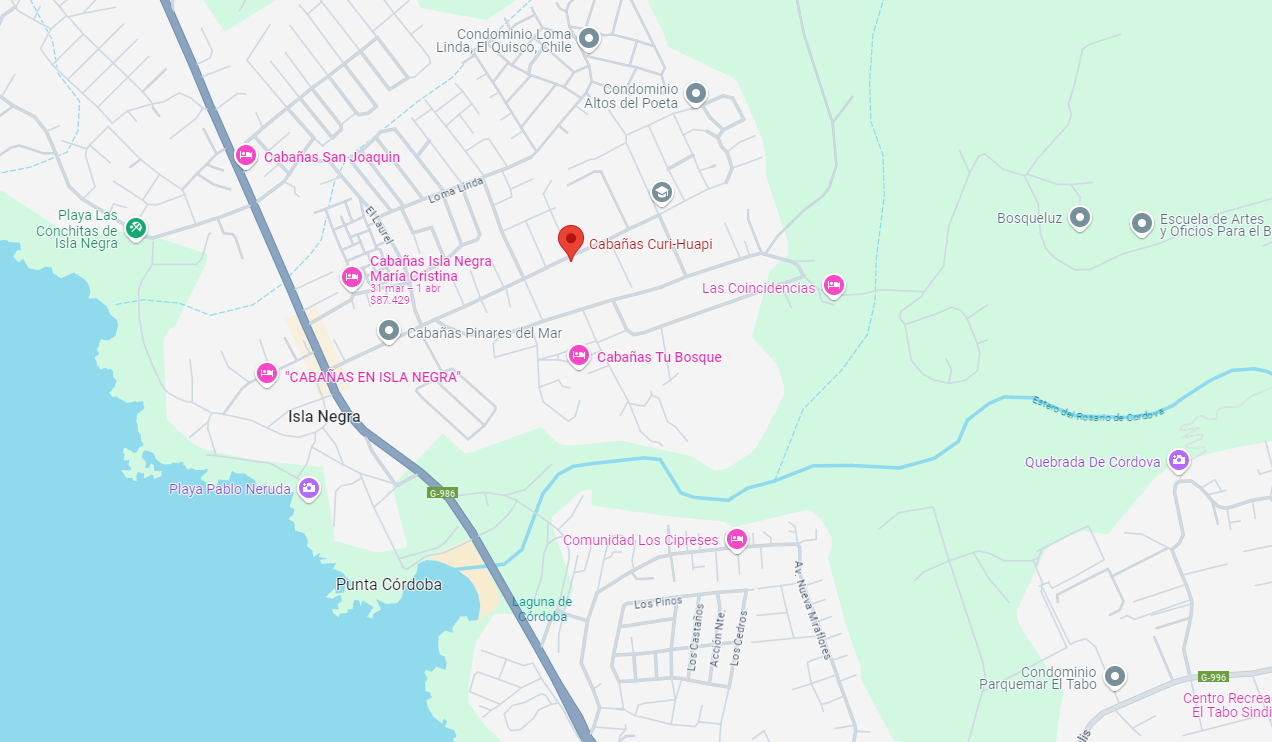 Condominio Loma
Linda, El Quisco, Chile
Condominio
Altos del Poeta
Cabañas San Joaquin
Loma Linda
El Laurel
Playa Las
Conchitas de
Isla Negra
Bosqueluz
Escuela de Artes
y Oficios Para el B
Cabañas Curi-Huapi
Cabañas Isla Negra
María Cristina
31 mar – 1 abr
$87.429
Las Coincidencias
Cabañas Pinares del Mar
Cabañas Tu Bosque
"CABAÑAS EN ISLA NEGRA"
Isla Negra
Estero del Rosario de Cordova
Quebrada De Cordova
Playa Pablo Neruda
G-986
Comunidad Los Cipreses
Punta Córdoba
Laguna de
Córdoba
Los Pinos
Los Castaños
Acción Nte.
Los Cedros
Av. Nueva Miraflores
Condominio
Parquemar El Tabo
G-996
Centro Recrea
El Tabo Sindi
lis